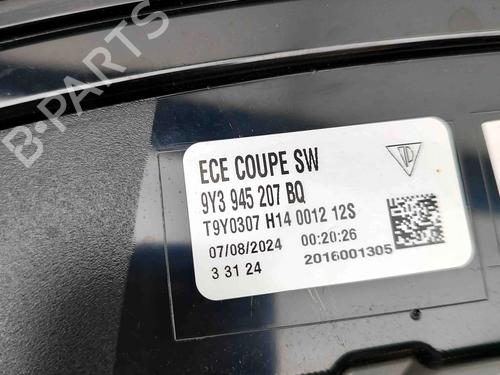 B-PARTS
ECE COUPE SW
9Y3 945 207 BQ
T9Y0307 H14 0012 12S
07/08/2024 00:20:26
3 31 24 2016001305